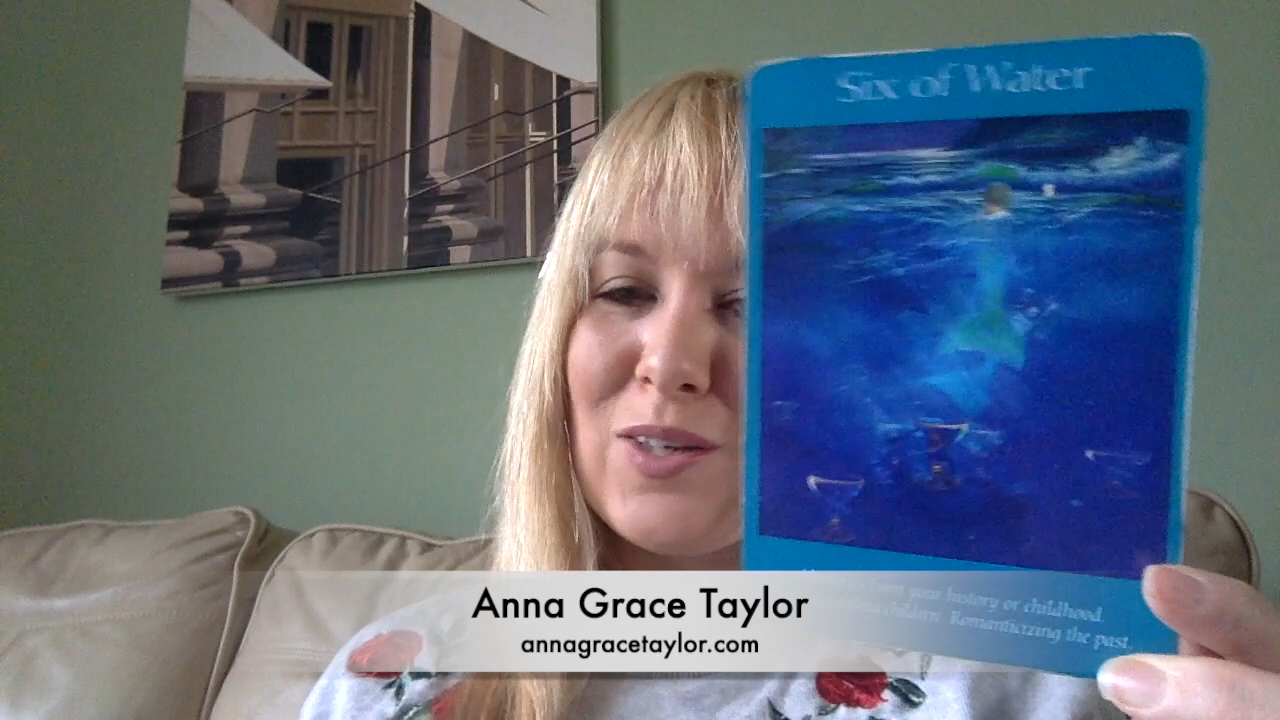 Six of Water
from your history or childhood.
children. Romanticizing the past.
Anna Grace Taylor
annagracetaylor.com